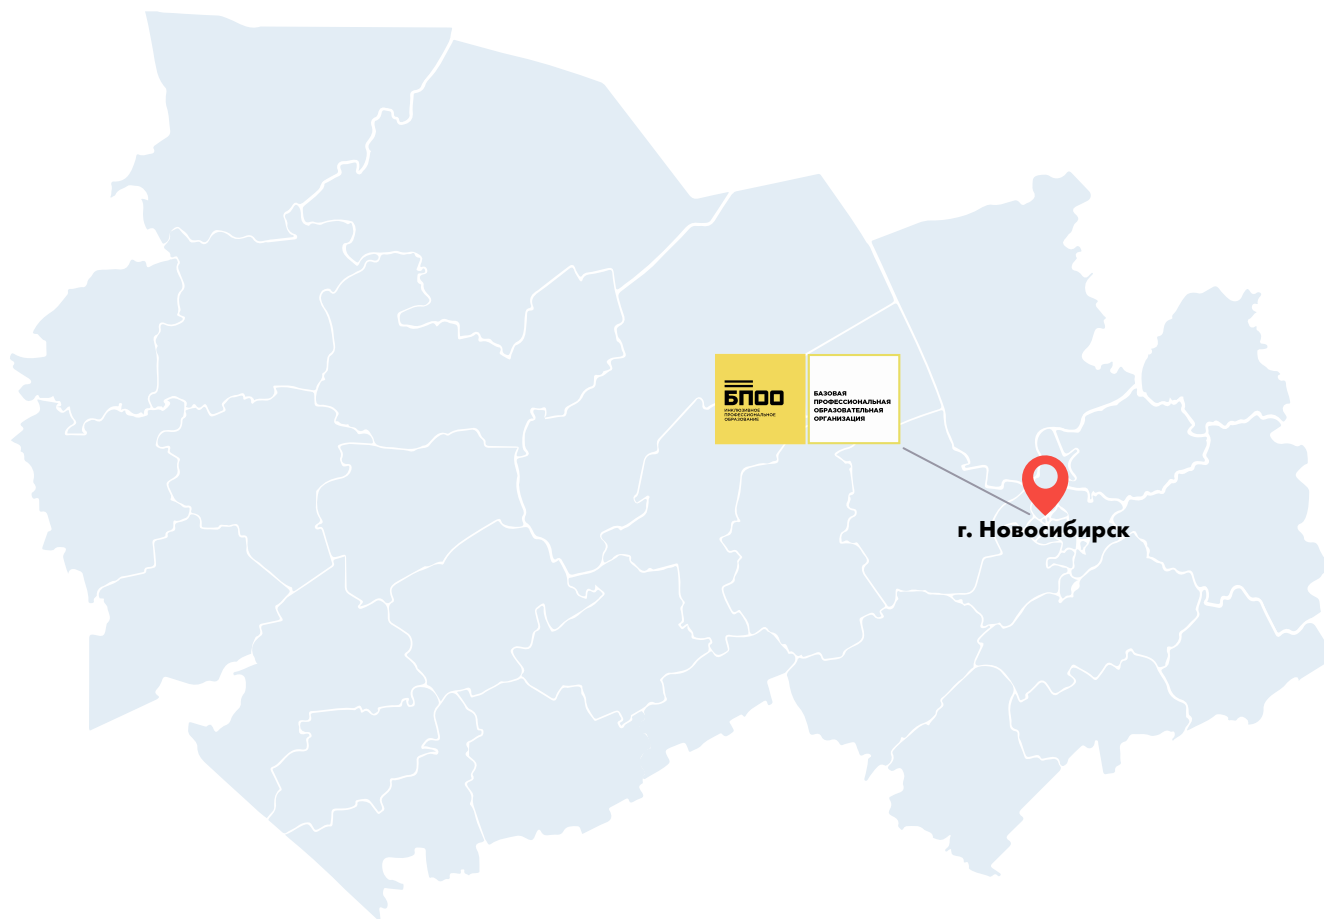 БПОО
ИНКЛЮЗИВНОЕ
ПРОФЕССИОНАЛЬНОЕ
ОБРАЗОВАНИЕ
БАЗОВАЯ
ПРОФЕССИОНАЛЬНАЯ
ОБРАЗОВАТЕЛЬНАЯ
ОРГАНИЗАЦИЯ
г. Новосибирск